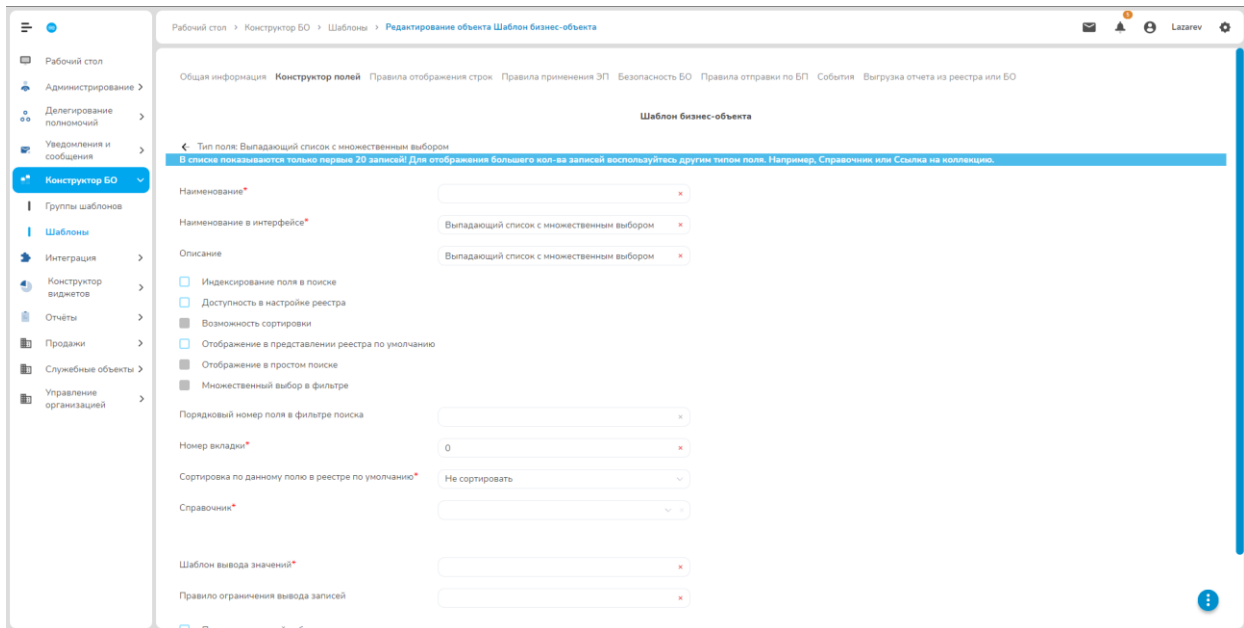 Рабочий стол > Конструктор БО > Шаблоны > Редактирование объекта Шаблон бизнес-объекта
Lazarev
Рабочий стол
Администрирование
Делегирование
полномочий
Уведомления и
сообщения
Конструктор БО
Группы шаблонов
Шаблоны
Интеграция
Конструктор
виджетов
Отчёты
Продажи
Служебные объекты
Управление
организацией
Общая информация Конструктор полей Правила отображения строк Правила применения ЭП Безопасность БО Правила отправки по БП События Выгрузка отчета из реестра или БО
Шаблон бизнес-объекта
Тип поля: Выпадающий список с множественным выбором
В списке показываются только первые 20 записей! Для отображения большего кол-ва записей воспользуйтесь другим типом поля. Например, Справочник или Ссылка на коллекцию.
Наименование*
Наименование в интерфейсе* Выпадающий список с множественным выбором
Описание Выпадающий список с множественным выбором
Индексирование поля в поиске
Доступность в настройке реестра
Возможность сортировки
Отображение в представлении реестра по умолчанию
Отображение в простом поиске
Множественный выбор в фильтре
Порядковый номер поля в фильтре поиска
Номер вкладки* 0
Сортировка по данному полю в реестре по умолчанию* Не сортировать
Справочник*
Шаблон вывода значений*
Правило ограничения вывода записей